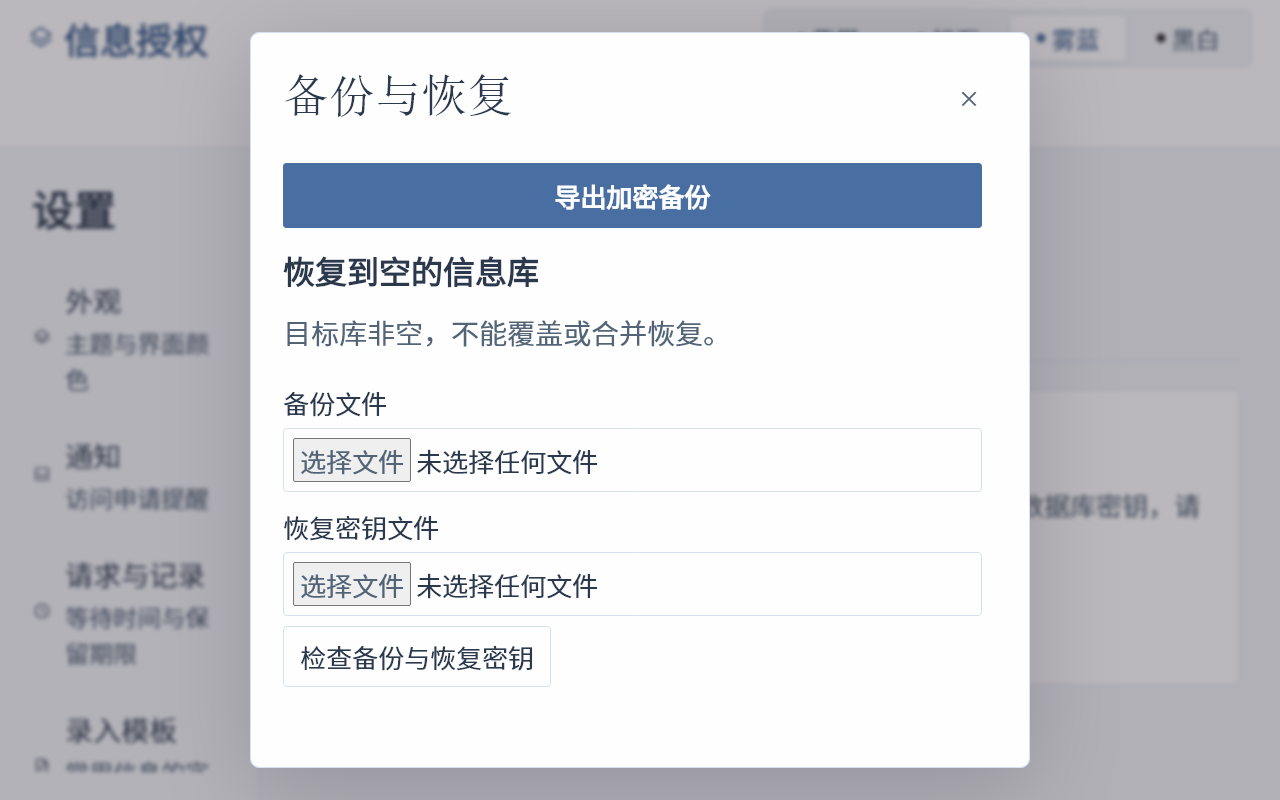 信息授权
雾蓝
黑白
备份与恢复
导出加密备份
恢复到空的信息库
目标库非空，不能覆盖或合并恢复。
备份文件
选择文件 未选择任何文件
恢复密钥文件
选择文件 未选择任何文件
检查备份与恢复密钥
设置
外观
主题与界面颜
色
通知
访问申请提醒
请求与记录
等待时间与保
留期限
录入模板
数据库密钥，请